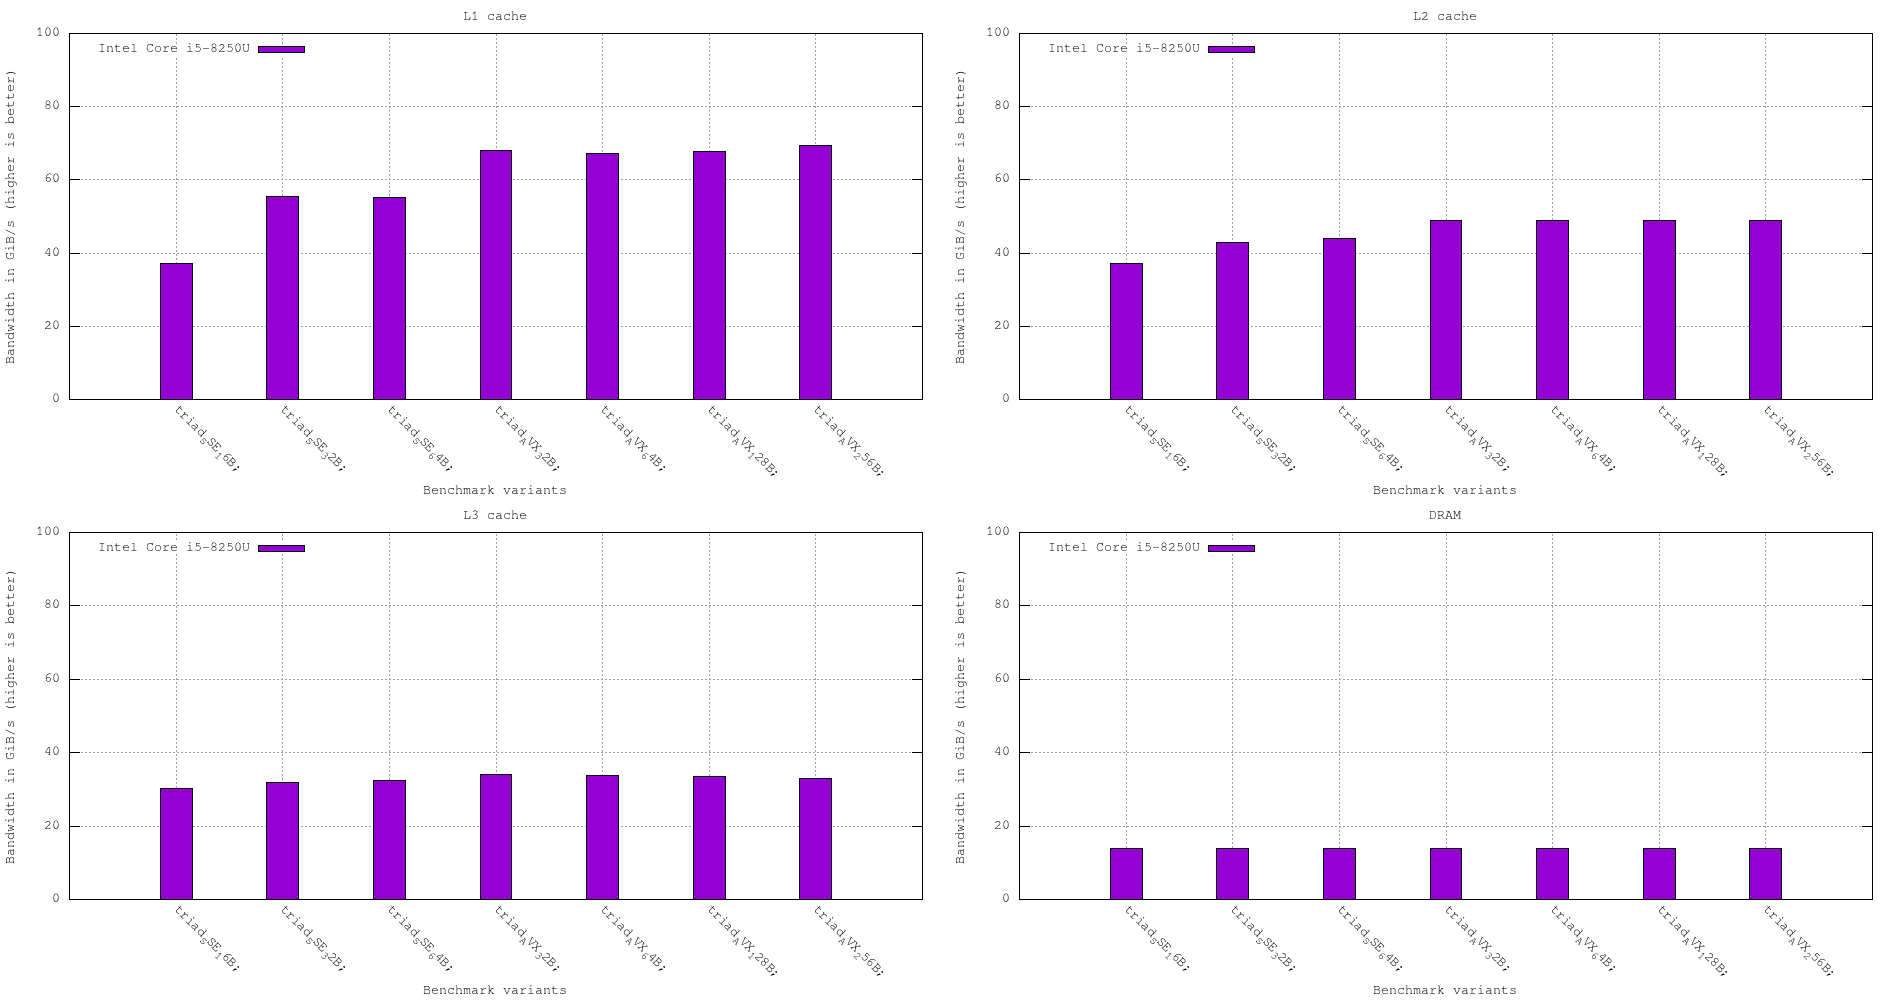 L1 cache
100
80
60
40
20
0
Bandwidth in GiB/s (higher is better)
Intel Core i5-8250U
triad_SSE_16B;
triad_SSE_32B;
triad_SSE_64B;
triad_AVX_32B;
triad_AVX_64B;
triad_AVX_128B;
triad_AVX_256B;
Benchmark variants
L2 cache
100
80
60
40
20
0
Bandwidth in GiB/s (higher is better)
Intel Core i5-8250U
triad_SSE_16B;
triad_SSE_32B;
triad_SSE_64B;
triad_AVX_32B;
triad_AVX_64B;
triad_AVX_128B;
triad_AVX_256B;
Benchmark variants
L3 cache
100
80
60
40
20
0
Bandwidth in GiB/s (higher is better)
Intel Core i5-8250U
triad_SSE_16B;
triad_SSE_32B;
triad_SSE_64B;
triad_AVX_32B;
triad_AVX_64B;
triad_AVX_128B;
triad_AVX_256B;
Benchmark variants
DRAM
100
80
60
40
20
0
Bandwidth in GiB/s (higher is better)
Intel Core i5-8250U
triad_SSE_16B;
triad_SSE_32B;
triad_SSE_64B;
triad_AVX_32B;
triad_AVX_64B;
triad_AVX_128B;
triad_AVX_256B;
Benchmark variants